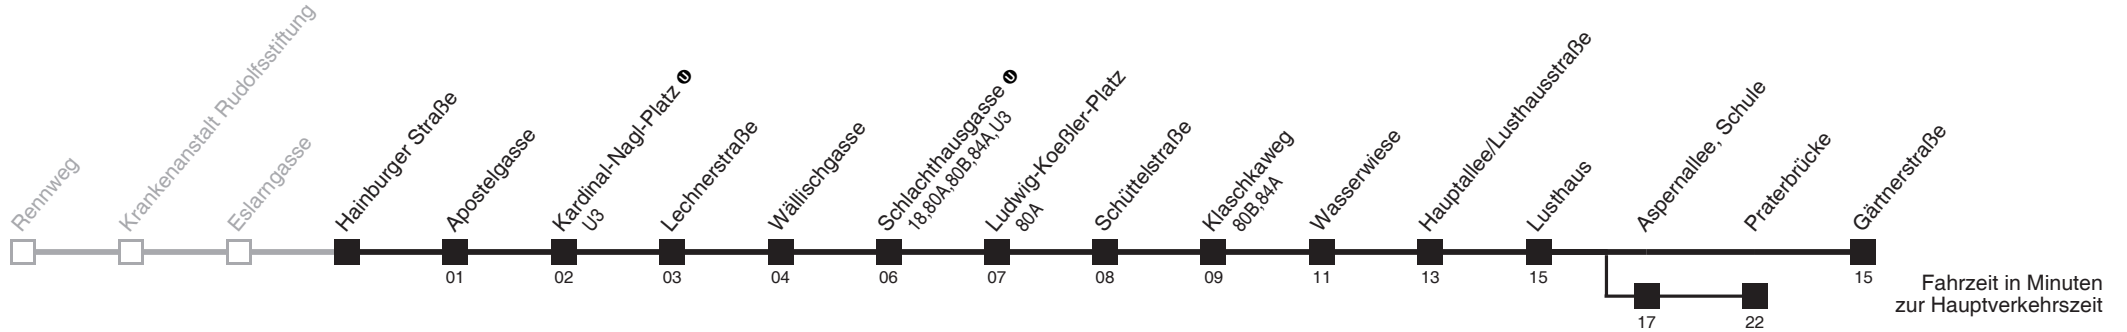 Rennweg
Krankenanstalt Rudolfsstiftung
Eslarngasse
Hainburger Straße
Apostelgasse
Kardinal-Nagl-Platz U
U3
Lechnerstraße
Wällischgasse
Schlachthausgasse U
18,80A,80B,84A,U3
Ludwig-Koeßler-Platz
80A
Schüttelstraße
Klaschkaweg
80B,84A
Wasserwiese
Hauptallee/Lusthausstraße
Lusthaus
Aspernallee, Schule
Praterbrücke
Gärtnerstraße
01 02 03 04 06 07 08 09 11 13 15 15
17 22
Fahrzeit in Minuten
zur Hauptverkehrszeit